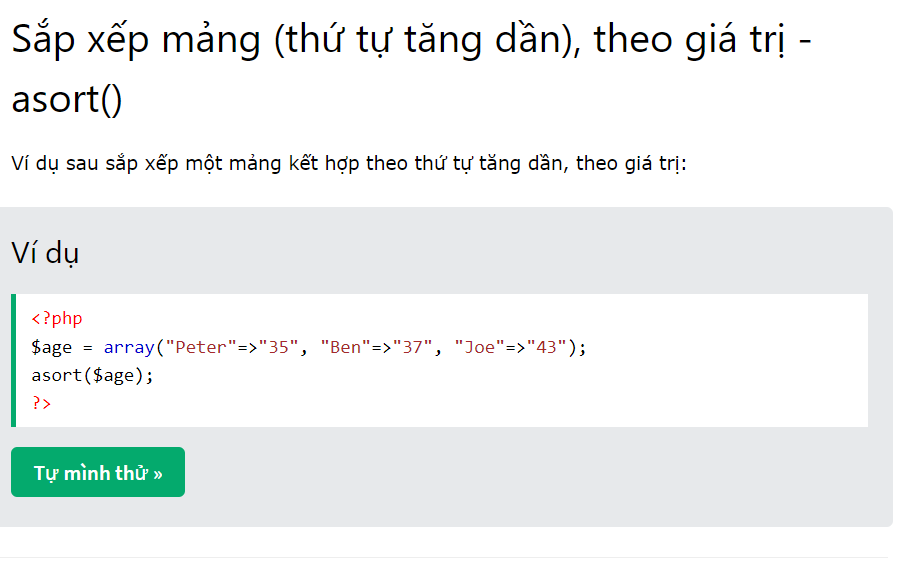 Sắp xếp mảng (thứ tự tăng dần), theo giá trị -
asort()
Ví dụ sau sắp xếp một mảng kết hợp theo thứ tự tăng dần, theo giá trị:
Ví dụ
<?php
$age = array("Peter"=>"35", "Ben"=>"37", "Joe"=>"43");
asort($age);
?>
Tự mình thử »